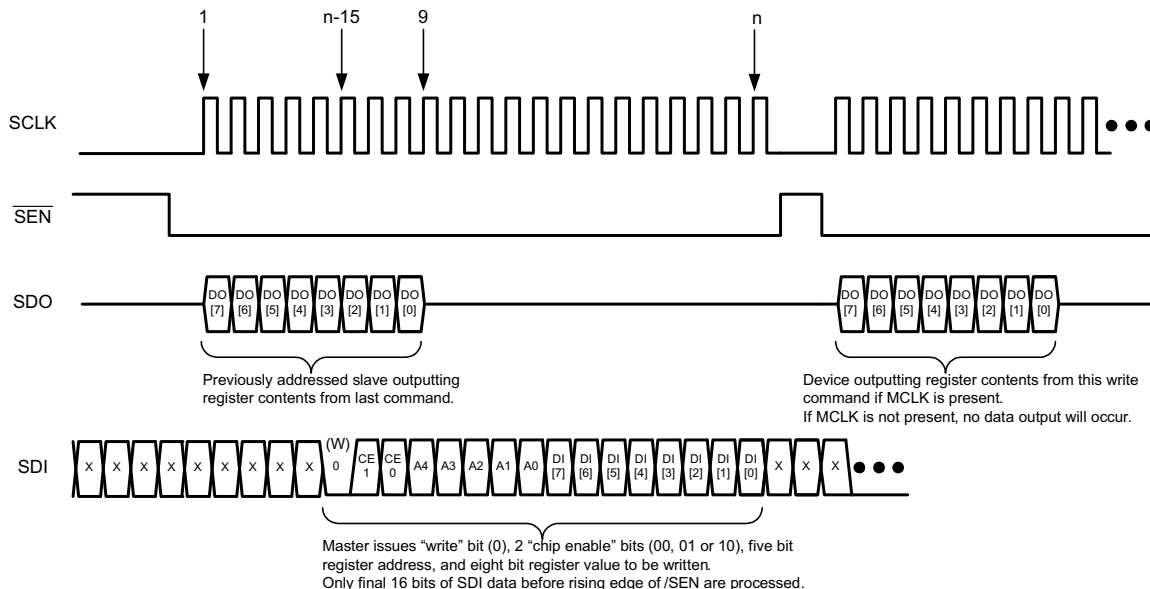 1 n-15 9 n
SCLK
SEN
SDO
DO [7] DO [6] DO [5] DO [4] DO [3] DO [2] DO [1] DO [0] DO [7] DO [6] DO [5] DO [4] DO [3] DO [2] DO [1] DO [0]
Previously addressed slave outputting
register contents from last command.
Device outputting register contents from this write
command if MCLK is present.
If MCLK is not present, no data output will occur.
SDI
X X X X X X X X X (W) 0 CE 1 CE 0 A4 A3 A2 A1 A0 DI [7] DI [6] DI [5] DI [4] DI [3] DI [2] DI [1] DI [0] X X X
Master issues “write” bit (0), 2 “chip enable” bits (00, 01 or 10), five bit
register address, and eight bit register value to be written.
Only final 16 bits of SDI data before rising edge of /SEN are processed.